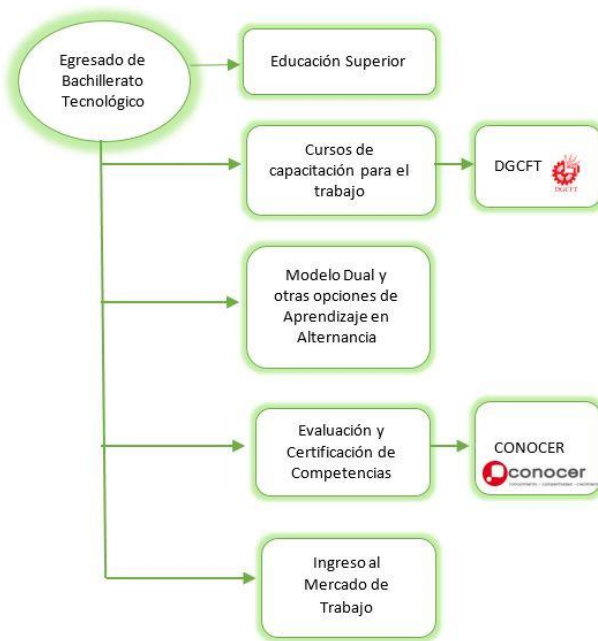 Egresado de
Bachillerato
Tecnológico
Educación Superior
Cursos de
capacitación para el
trabajo
DGCFT
DGCFT
Modelo Dual y
otras opciones de
Aprendizaje en
Alternancia
Evaluación y
Certificación de
Competencias
CONOCER
conocer
Ingreso al
Mercado de
Trabajo